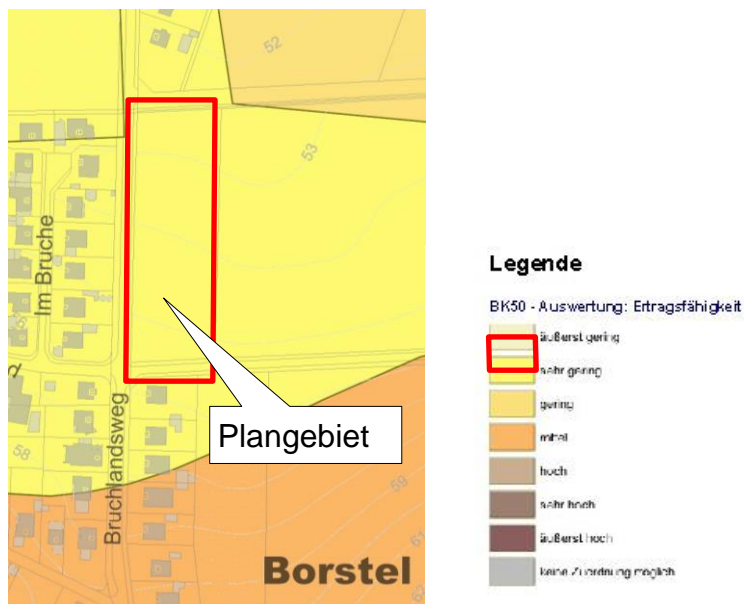 52
53
Im Bruche
58
Plangebiet
Bruchlandsweg
59
Borstel
Legende
BK50 - Auswertung: Ertragsfähigkeit
äußerst gering
sehr gering
gering
mittel
hoch
sehr hoch
äußerst hoch
keine Zuordnung möglich